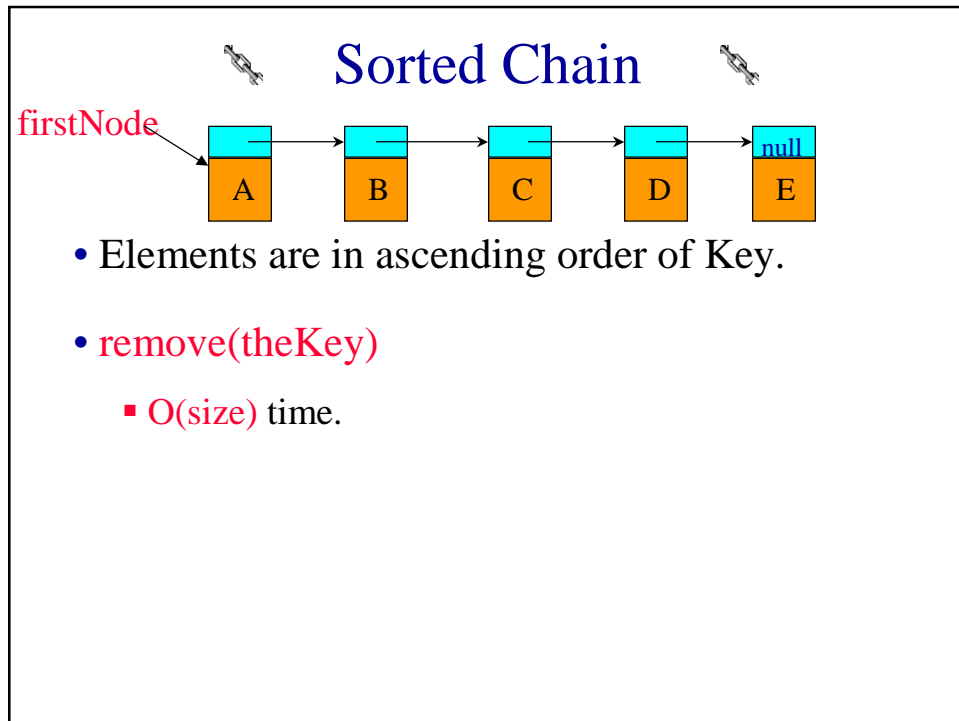 Sorted Chain
firstNode
null
A B C D E
• Elements are in ascending order of Key.
• remove(theKey)
▪ O(size) time.